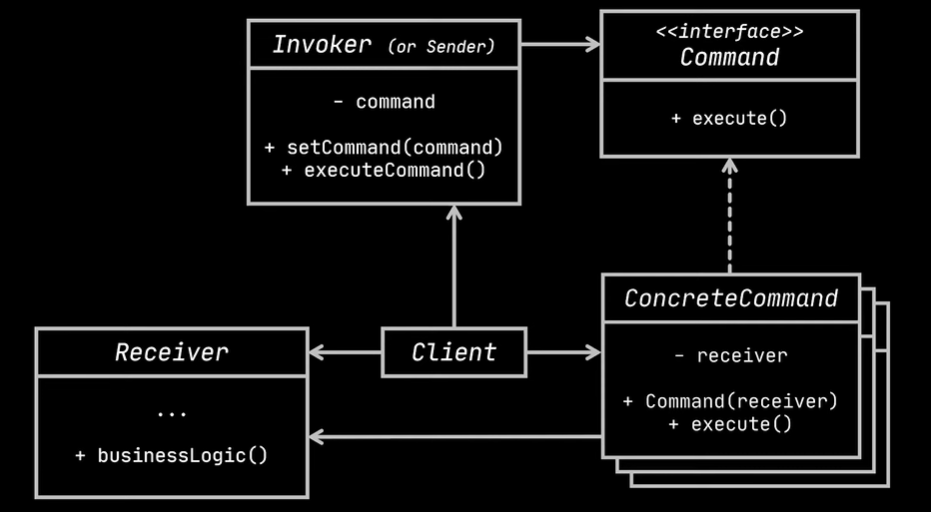 Invoker (or Sender)
- command
+ setCommand(command)
+ executeCommand()
<<interface>>
Command
+ execute()
Receiver
...
+ businessLogic()
Client
ConcreteCommand
- receiver
+ Command(receiver)
+ execute()